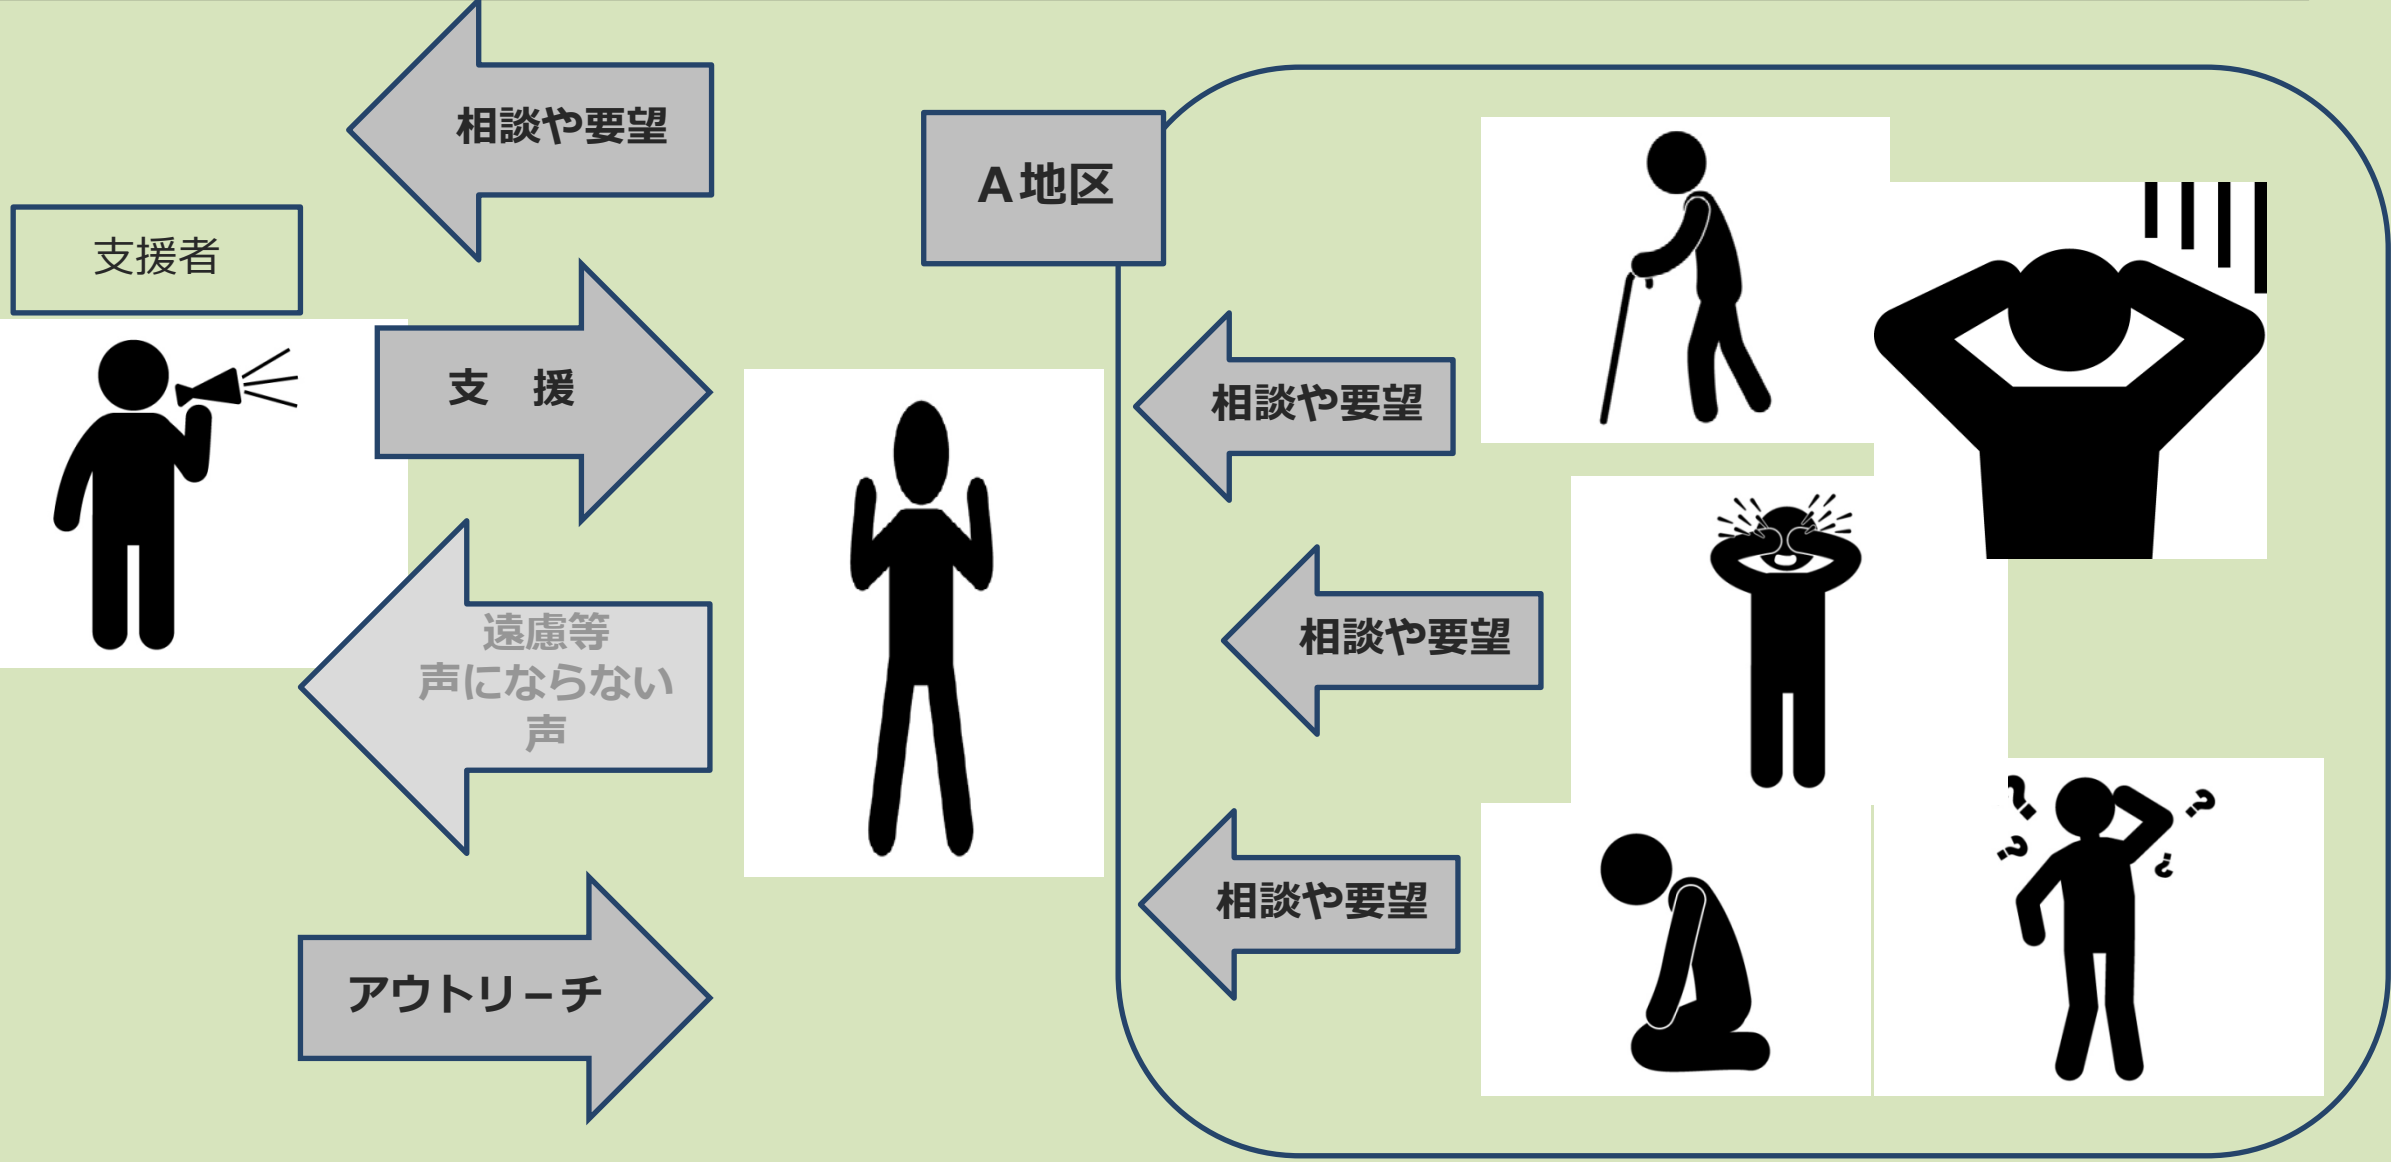 相談や要望
A地区
支援者
支　援
相談や要望
遠慮等
声にならない
声
相談や要望
相談や要望
アウトリーチ